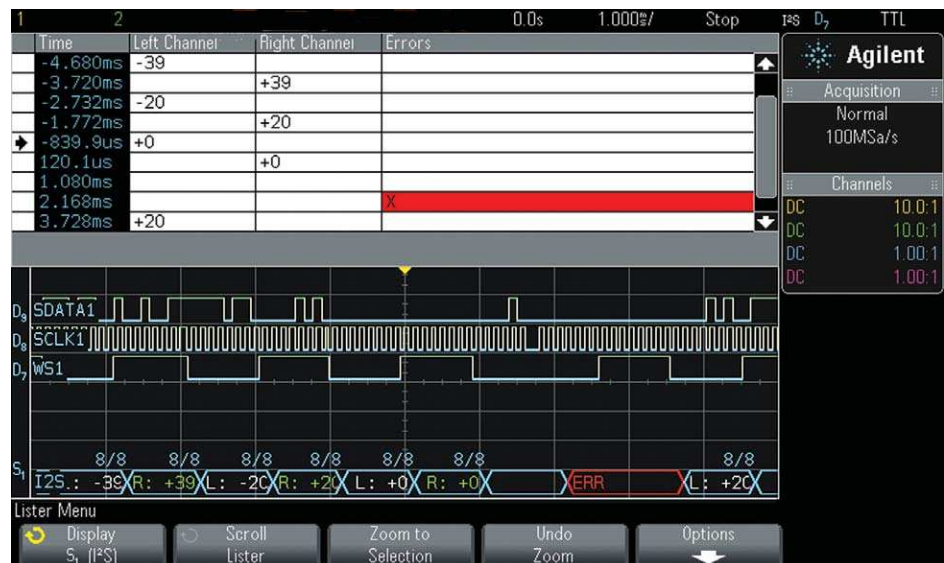 1 2 0.0s 1.000ms/ Stop I²S D₇ TTL
Time Left Channel Right Channel Errors
-4.680ms -39
-3.720ms +39
-2.732ms -20
-1.772ms +20
-839.9us +0
120.1us +0
1.080ms
2.168ms X
3.728ms +20
Agilent
Acquisition
Normal
100MSa/s
Channels
DC 10.0:1
DC 10.0:1
DC 1.00:1
DC 1.00:1
D₉ SDATA1
D₈ SCLK1
D₇ WS1
8/8 8/8 8/8 8/8 8/8 8/8 8/8
S₁ I2S.: -39 R: +39 L: -20 R: +20 L: +0 R: +0 ERR L: +20
Lister Menu
Display Scroll Zoom to Undo Options
S₁ (I²S) Lister Selection Zoom